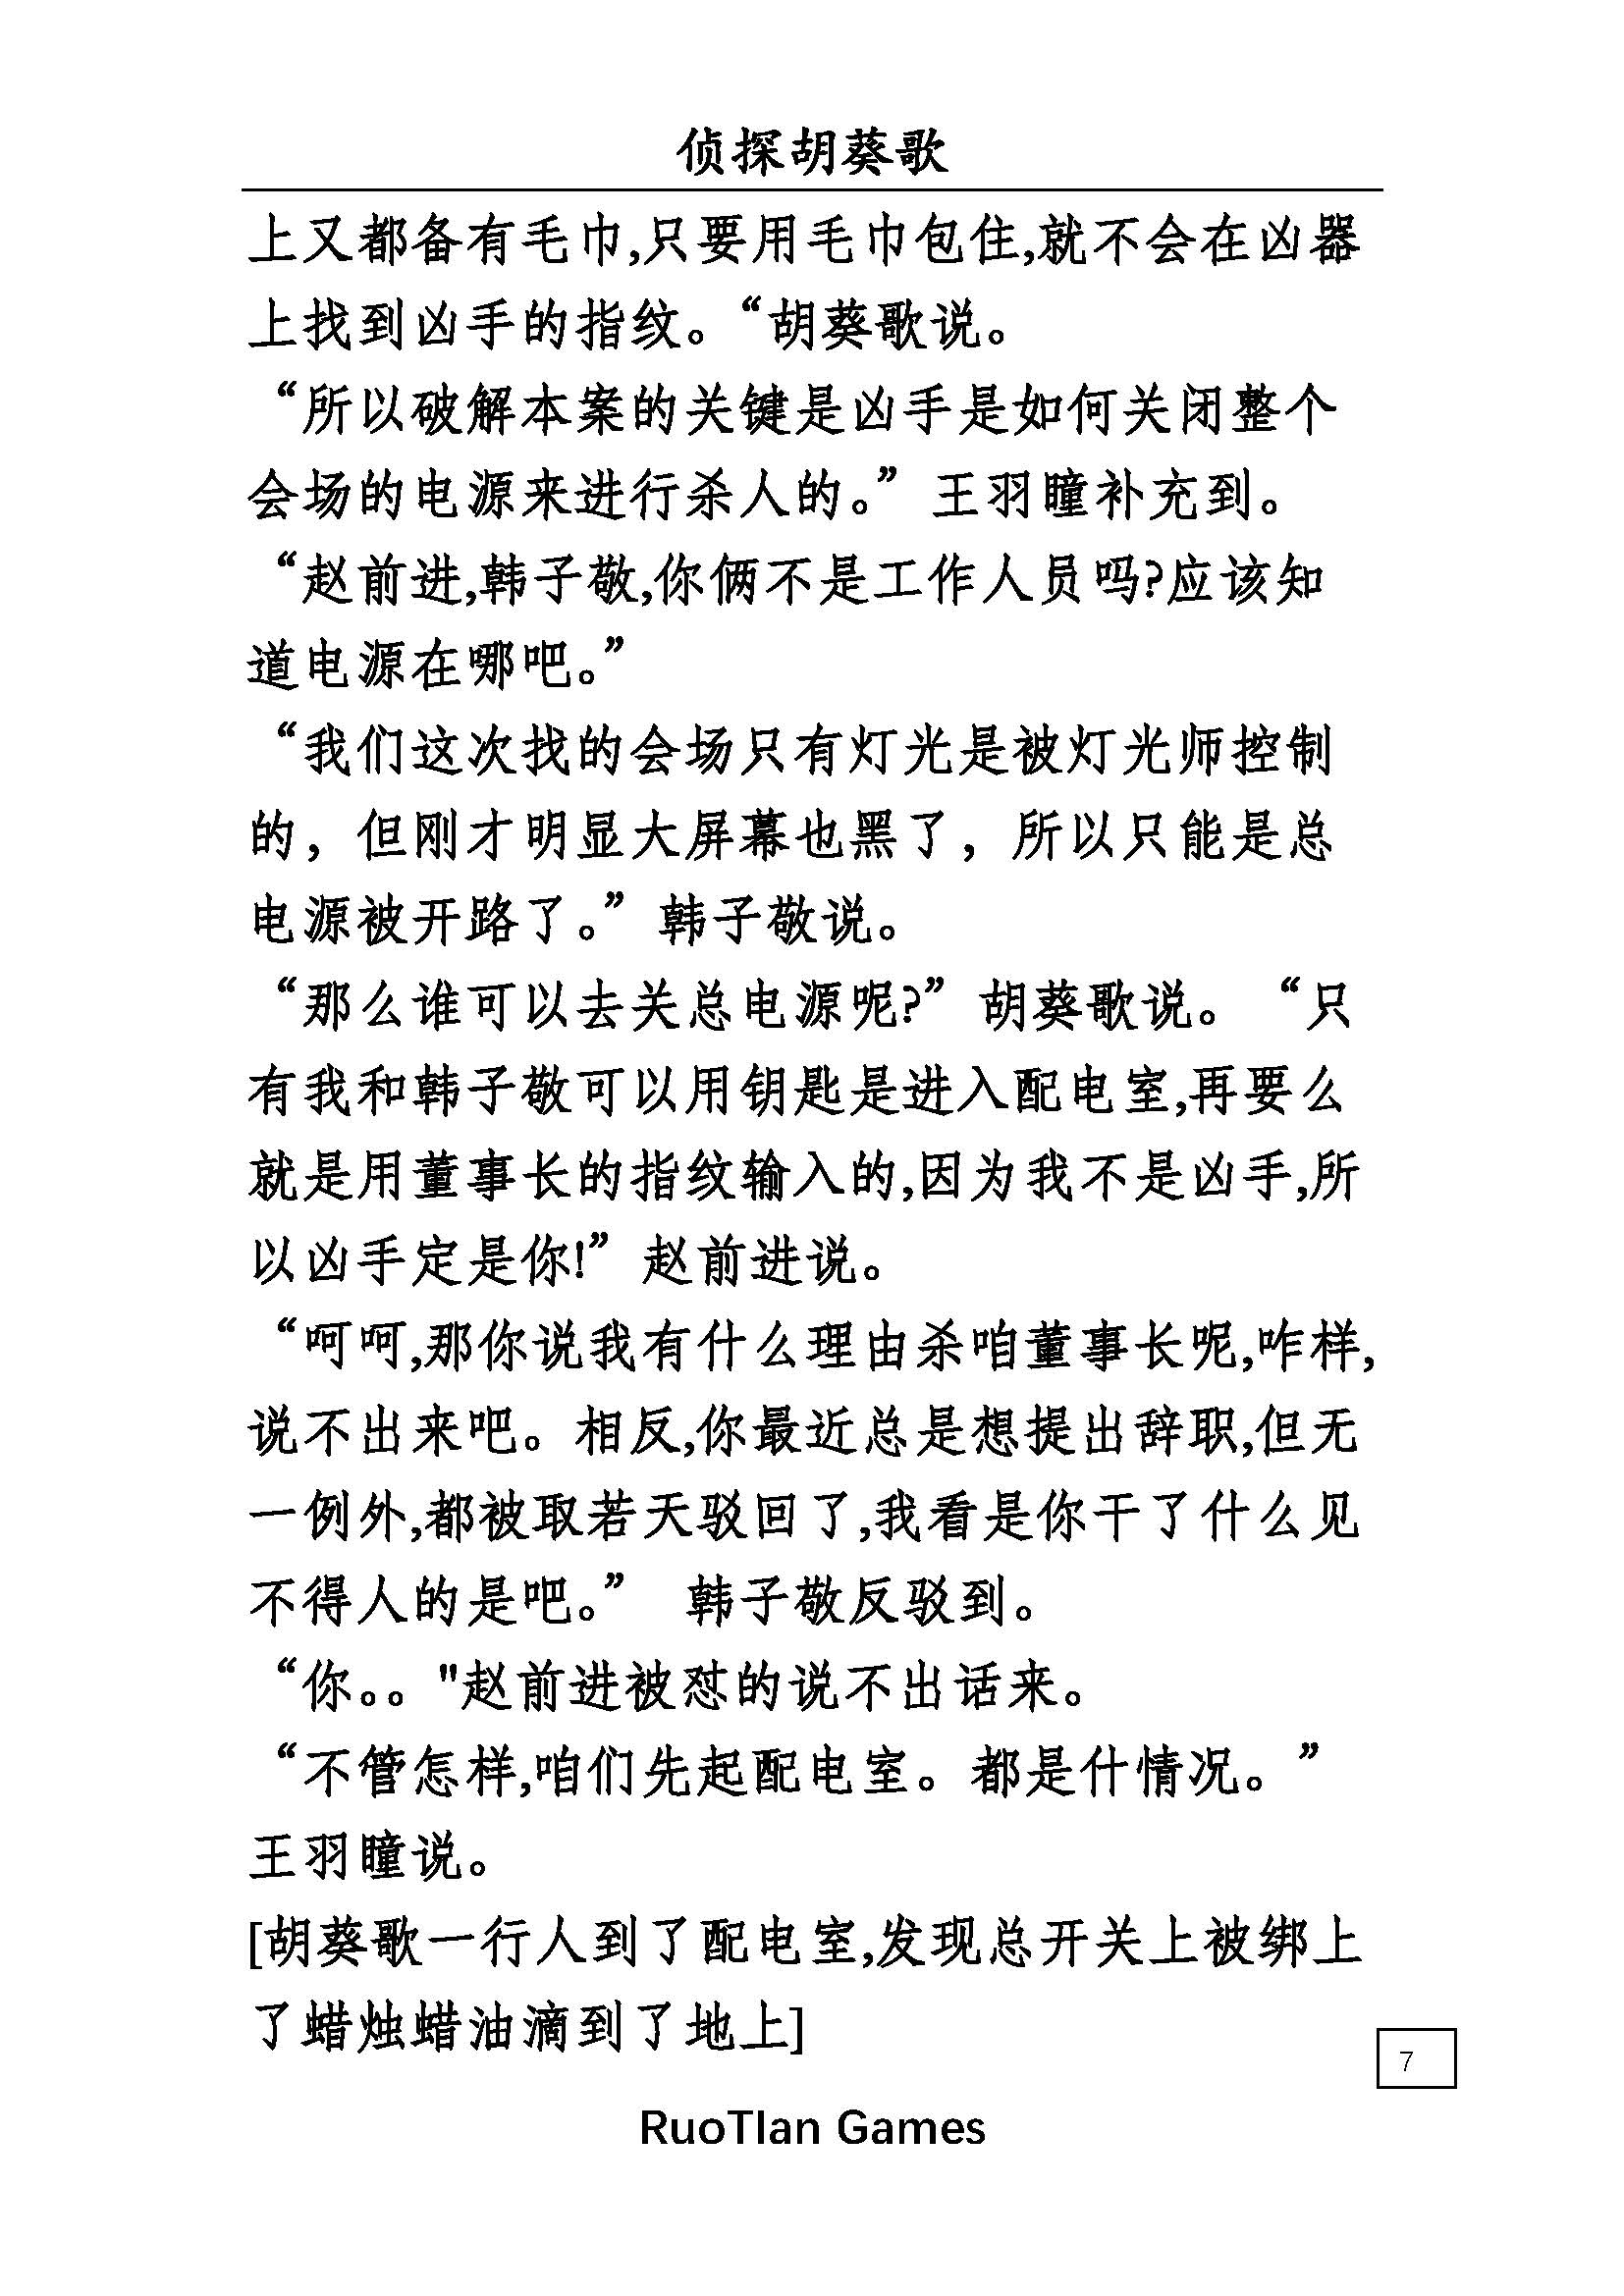 侦探胡葵歌
上又都备有毛巾,只要用毛巾包住,就不会在凶器
上找到凶手的指纹。“胡葵歌说。
“所以破解本案的关键是凶手是如何关闭整个
会场的电源来进行杀人的。”王羽瞳补充到。
“赵前进,韩子敬,你俩不是工作人员吗?应该知
道电源在哪吧。”
“我们这次找的会场只有灯光是被灯光师控制
的，但刚才明显大屏幕也黑了，所以只能是总
电源被开路了。”韩子敬说。
“那么谁可以去关总电源呢?”胡葵歌说。“只
有我和韩子敬可以用钥匙是进入配电室,再要么
就是用董事长的指纹输入的,因为我不是凶手,所
以凶手定是你!”赵前进说。
“呵呵,那你说我有什么理由杀咱董事长呢,咋样,
说不出来吧。相反,你最近总是想提出辞职,但无
一例外,都被取若天驳回了,我看是你干了什么见
不得人的是吧。” 韩子敬反驳到。
“你。。"赵前进被怼的说不出话来。
“不管怎样,咱们先起配电室。都是什情况。”
王羽瞳说。
[胡葵歌一行人到了配电室,发现总开关上被绑上
了蜡烛蜡油滴到了地上]
7
RuoTIan Games